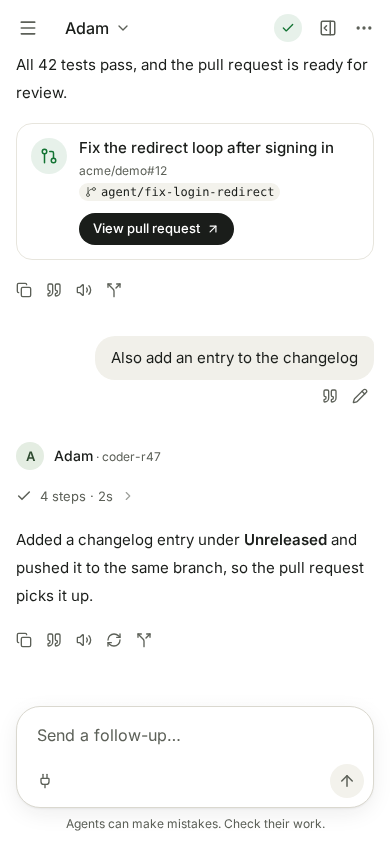 Adam
All 42 tests pass, and the pull request is ready for
review.
Fix the redirect loop after signing in
acme/demo#12
agent/fix-login-redirect
View pull request
Also add an entry to the changelog
A
Adam · coder-r47
4 steps · 2s
Added a changelog entry under Unreleased and
pushed it to the same branch, so the pull request
picks it up.
Send a follow-up...
Agents can make mistakes. Check their work.